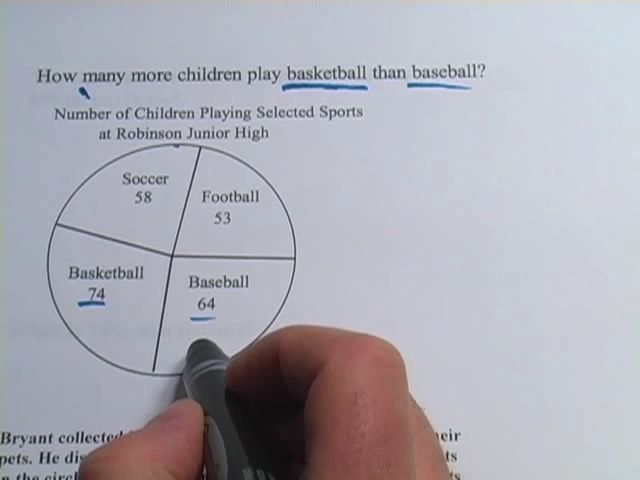 How many more children play basketball than baseball?
Number of Children Playing Selected Sports
at Robinson Junior High
Soccer
58
Football
53
Basketball
74
Baseball
64
Bryant collected
pets. He